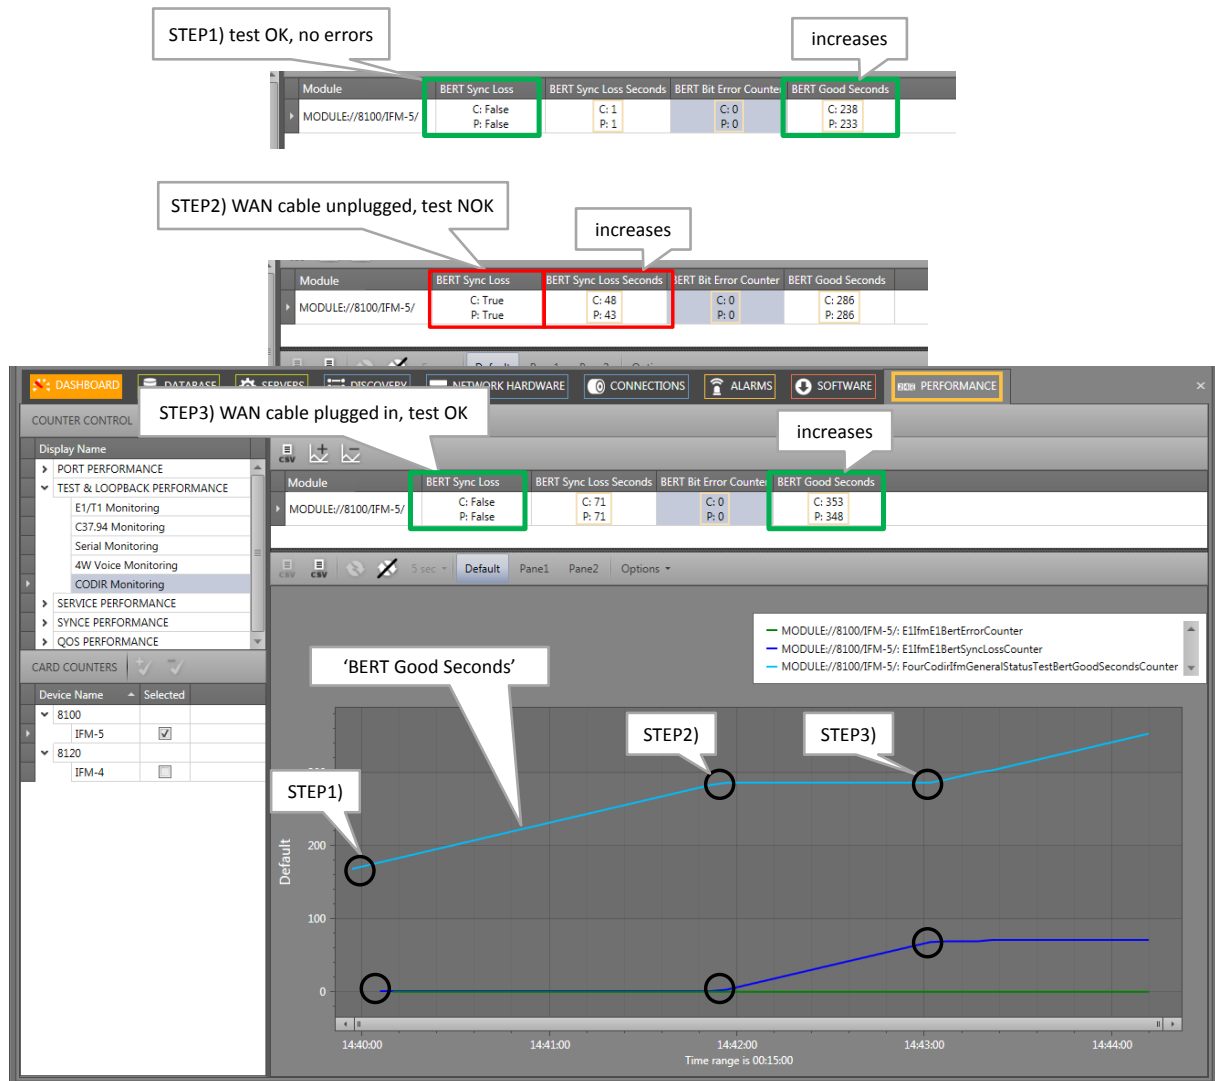 STEP1) test OK, no errors
increases
Module BERT Sync Loss BERT Sync Loss Seconds BERT Bit Error Counter BERT Good Seconds
MODULE://8100/IFM-5/ C: False C: 1 C: 0 C: 238
P: False P: 1 P: 0 P: 233
STEP2) WAN cable unplugged, test NOK
increases
Module BERT Sync Loss BERT Sync Loss Seconds BERT Bit Error Counter BERT Good Seconds
MODULE://8100/IFM-5/ C: True C: 48 C: 0 C: 286
P: True P: 43 P: 0 P: 286
DASHBOARD DATABASE SERVERS DISCOVERY NETWORK HARDWARE CONNECTIONS ALARMS SOFTWARE PERFORMANCE
COUNTER CONTROL
STEP3) WAN cable plugged in, test OK
increases
Display Name
PORT PERFORMANCE
TEST & LOOPBACK PERFORMANCE
E1/T1 Monitoring
C37.94 Monitoring
Serial Monitoring
4W Voice Monitoring
CODIR Monitoring
SERVICE PERFORMANCE
SYNCE PERFORMANCE
QOS PERFORMANCE
CSV
Module BERT Sync Loss BERT Sync Loss Seconds BERT Bit Error Counter BERT Good Seconds
MODULE://8100/IFM-5/ C: False C: 71 C: 0 C: 353
P: False P: 71 P: 0 P: 348
CSV CSV 5 sec Default Pane1 Pane2 Options
CARD COUNTERS
Device Name Selected
8100
IFM-5
8120
IFM-4
MODULE://8100/IFM-5/: E1IfmE1BertErrorCounter
MODULE://8100/IFM-5/: E1IfmE1BertSyncLossCounter
MODULE://8100/IFM-5/: FourCodirIfmGeneralStatusTestBertGoodSecondsCounter
‘BERT Good Seconds’
STEP2)
STEP3)
STEP1)
Default
200
100
0
14:40:00 14:41:00 14:42:00 14:43:00 14:44:00
Time range is 00:15:00